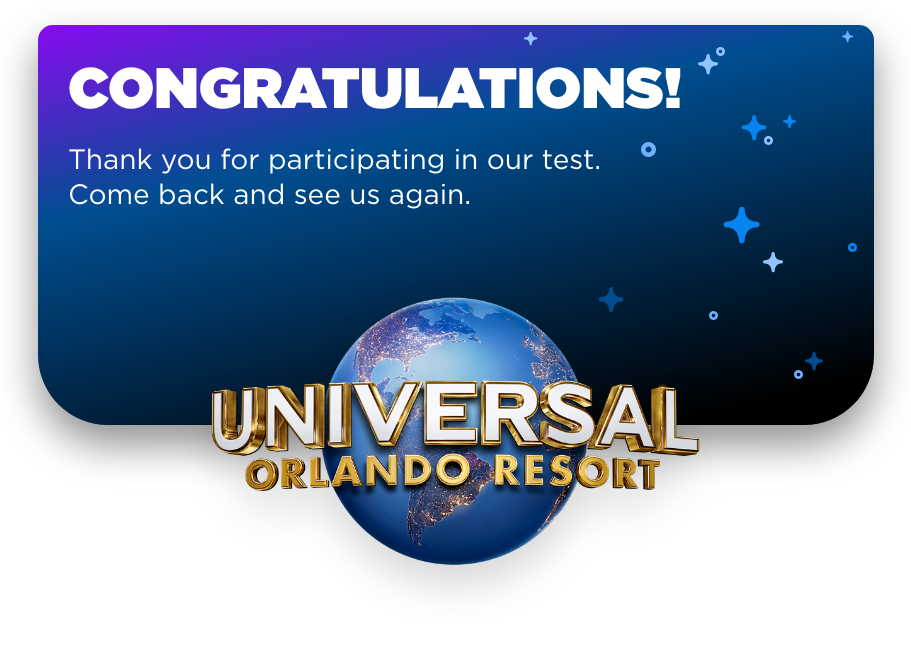 CONGRATULATIONS!
Thank you for participating in our test.
Come back and see us again.
UNIVERSAL
ORLANDO RESORT